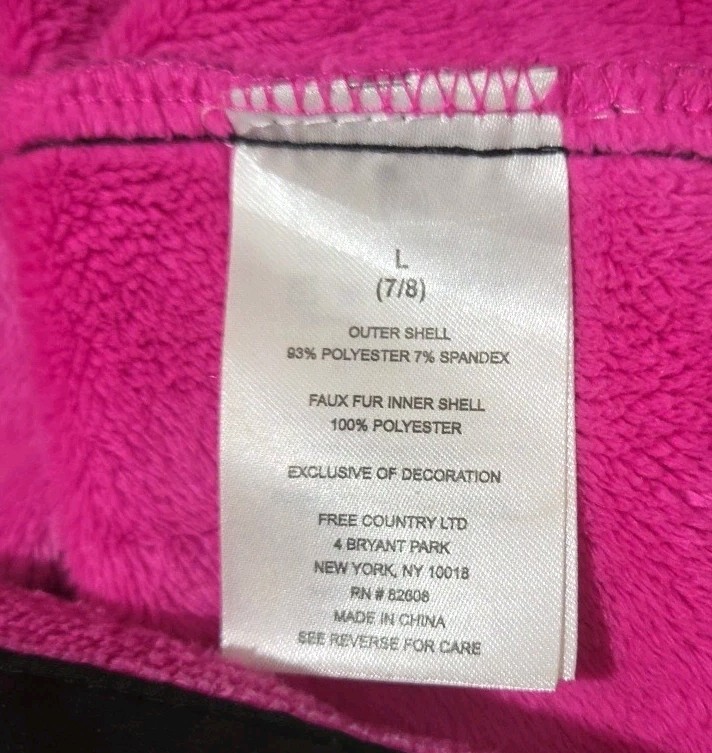 L
(7/8)
OUTER SHELL
93% POLYESTER 7% SPANDEX
FAUX FUR INNER SHELL
100% POLYESTER
EXCLUSIVE OF DECORATION
FREE COUNTRY LTD
4 BRYANT PARK
NEW YORK, NY 10018
RN # 82608
MADE IN CHINA
SEE REVERSE FOR CARE